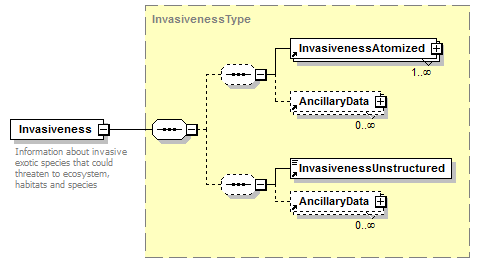 InvasivenessType
InvasivenessAtomized
1..∞
AncillaryData
0..∞
Invasiveness
Information about invasive
exotic species that could
threaten to ecosystem,
habitats and species
InvasivenessUnstructured
AncillaryData
0..∞